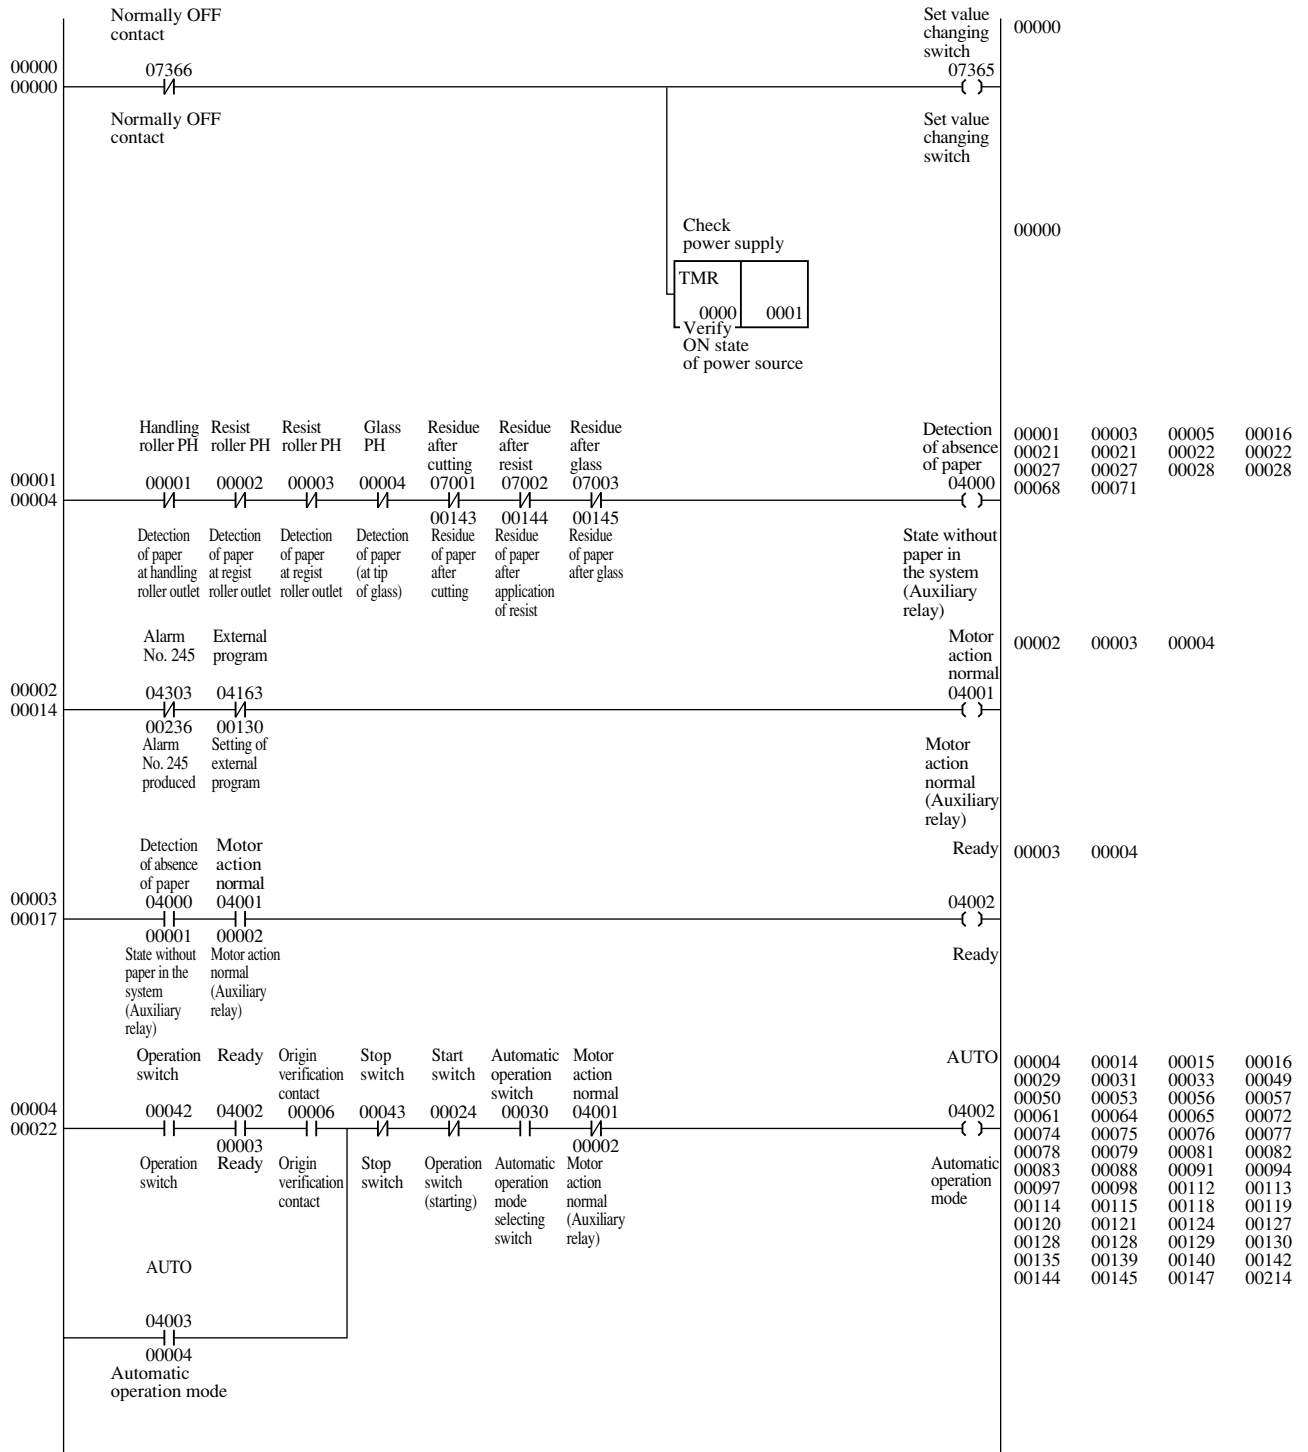 Normally OFF
contact
Set value
changing
switch
00000
00000
00000
07366
07365
Normally OFF
contact
Set value
changing
switch
Check
power supply
00000
TMR
0000 0001
Verify
ON state
of power source
Handling
roller PH
Resist
roller PH
Resist
roller PH
Glass
PH
Residue
after
cutting
Residue
after
resist
Residue
after
glass
Detection
of absence
of paper
00001 00003 00005 00016
00021 00021 00022 00022
00027 00027 00028 00028
00068 00071
00001
00004
00001 00002 00003 00004 07001 07002 07003 04000
00143 00144 00145
Detection
of paper
at handling
roller outlet
Detection
of paper
at regist
roller outlet
Detection
of paper
at regist
roller outlet
Detection
of paper
(at tip
of glass)
Residue
of paper
after
cutting
Residue
of paper
after
application
of resist
Residue
of paper
after glass
State without
paper in
the system
(Auxiliary
relay)
Alarm
No. 245
External
program
Motor
action
normal
00002 00003 00004
00002
00014
04303 04163 04001
00236 00130
Alarm
No. 245
produced
Setting of
external
program
Motor
action
normal
(Auxiliary
relay)
Detection
of absence
of paper
Motor
action
normal
Ready
00003 00004
00003
00017
04000 04001 04002
00001 00002
State without
paper in the
system
(Auxiliary
relay)
Motor action
normal
(Auxiliary
relay)
Ready
Operation
switch
Ready
Origin
verification
contact
Stop
switch
Start
switch
Automatic
operation
switch
Motor
action
normal
AUTO
00004
00022
00042 04002 00006 00043 00024 00030 04001 04002
00003 00002
Operation
switch
Ready
Origin
verification
contact
Stop
switch
Operation
switch
(starting)
Automatic
operation
mode
selecting
switch
Motor
action
normal
(Auxiliary
relay)
Automatic
operation
mode
00004 00014 00015 00016
00029 00031 00033 00049
00050 00053 00056 00057
00061 00064 00065 00072
00074 00075 00076 00077
00078 00079 00081 00082
00083 00088 00091 00094
00097 00098 00112 00113
00114 00115 00118 00119
00120 00121 00124 00127
00128 00128 00129 00130
00135 00139 00140 00142
00144 00145 00147 00214
AUTO
04003
00004
Automatic
operation mode